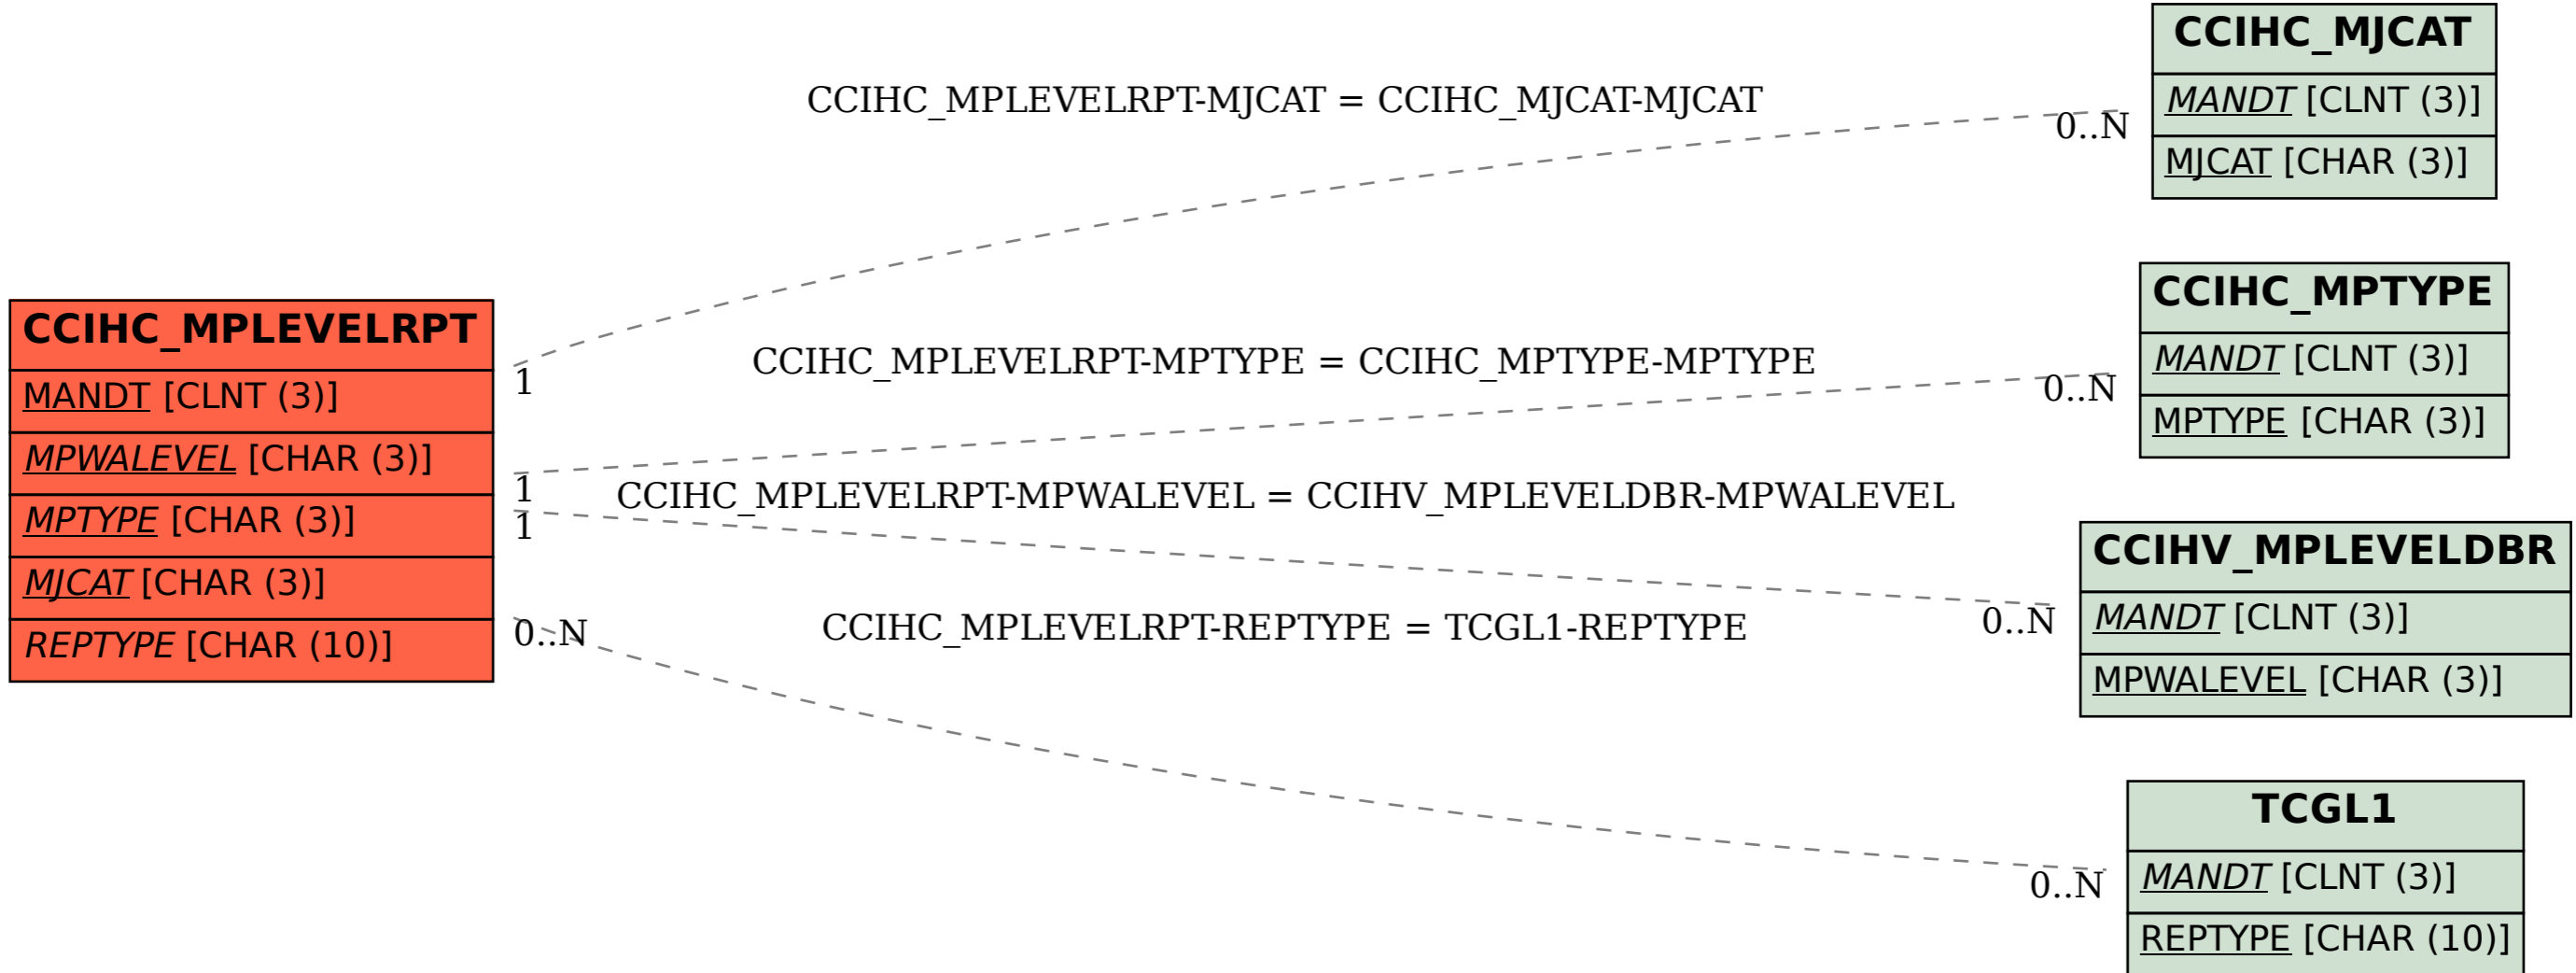 CCIHC_MPLEVELRPT
MANDT [CLNT (3)]
MPWALEVEL [CHAR (3)]
MPTYPE [CHAR (3)]
MJCAT [CHAR (3)]
REPTYPE [CHAR (10)]
CCIHC_MPLEVELRPT-MJCAT = CCIHC_MJCAT-MJCAT
1
0..N
CCIHC_MPLEVELRPT-MPTYPE = CCIHC_MPTYPE-MPTYPE
1
0..N
CCIHC_MPLEVELRPT-MPWALEVEL = CCIHV_MPLEVELDBR-MPWALEVEL
1
0..N
CCIHC_MPLEVELRPT-REPTYPE = TCGL1-REPTYPE
0..N
0..N
CCIHC_MJCAT
MANDT [CLNT (3)]
MJCAT [CHAR (3)]
CCIHC_MPTYPE
MANDT [CLNT (3)]
MPTYPE [CHAR (3)]
CCIHV_MPLEVELDBR
MANDT [CLNT (3)]
MPWALEVEL [CHAR (3)]
TCGL1
MANDT [CLNT (3)]
REPTYPE [CHAR (10)]